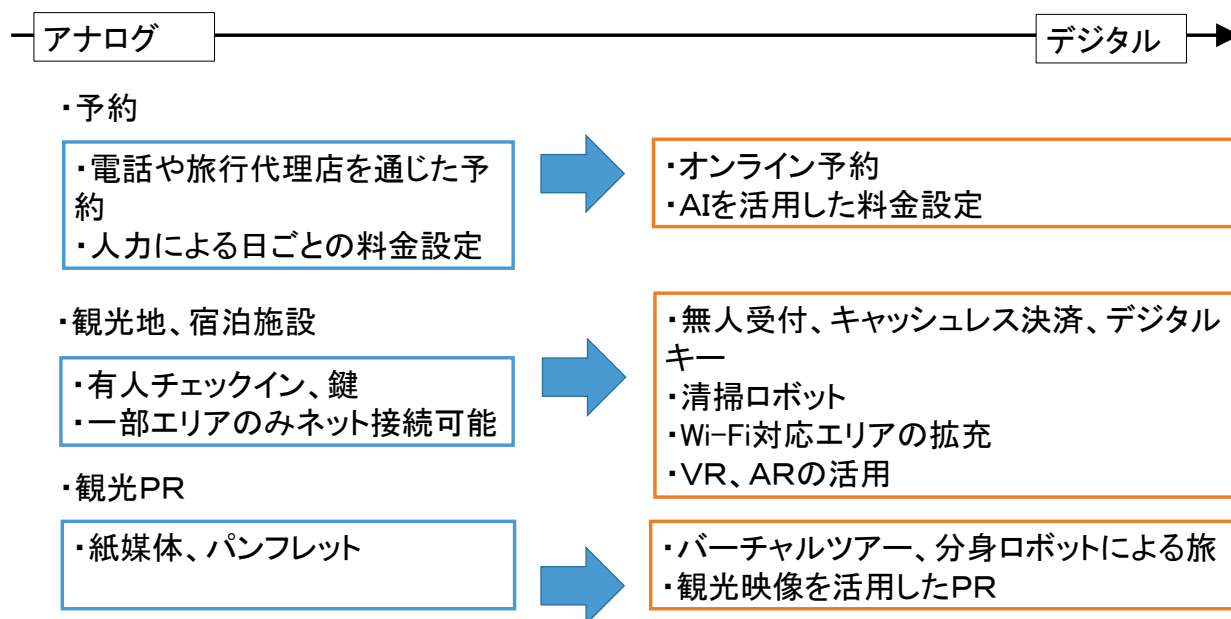 アナログ
デジタル
・予約
・電話や旅行代理店を通じた予
約
・人力による日ごとの料金設定
・オンライン予約
・AIを活用した料金設定
・観光地、宿泊施設
・有人チェックイン、鍵
・一部エリアのみネット接続可能
・無人受付、キャッシュレス決済、デジタル
キー
・清掃ロボット
・Wi-Fi対応エリアの拡充
・ＶＲ、ＡＲの活用
・観光ＰＲ
・紙媒体、パンフレット
・バーチャルツアー、分身ロボットによる旅
・観光映像を活用したＰＲ